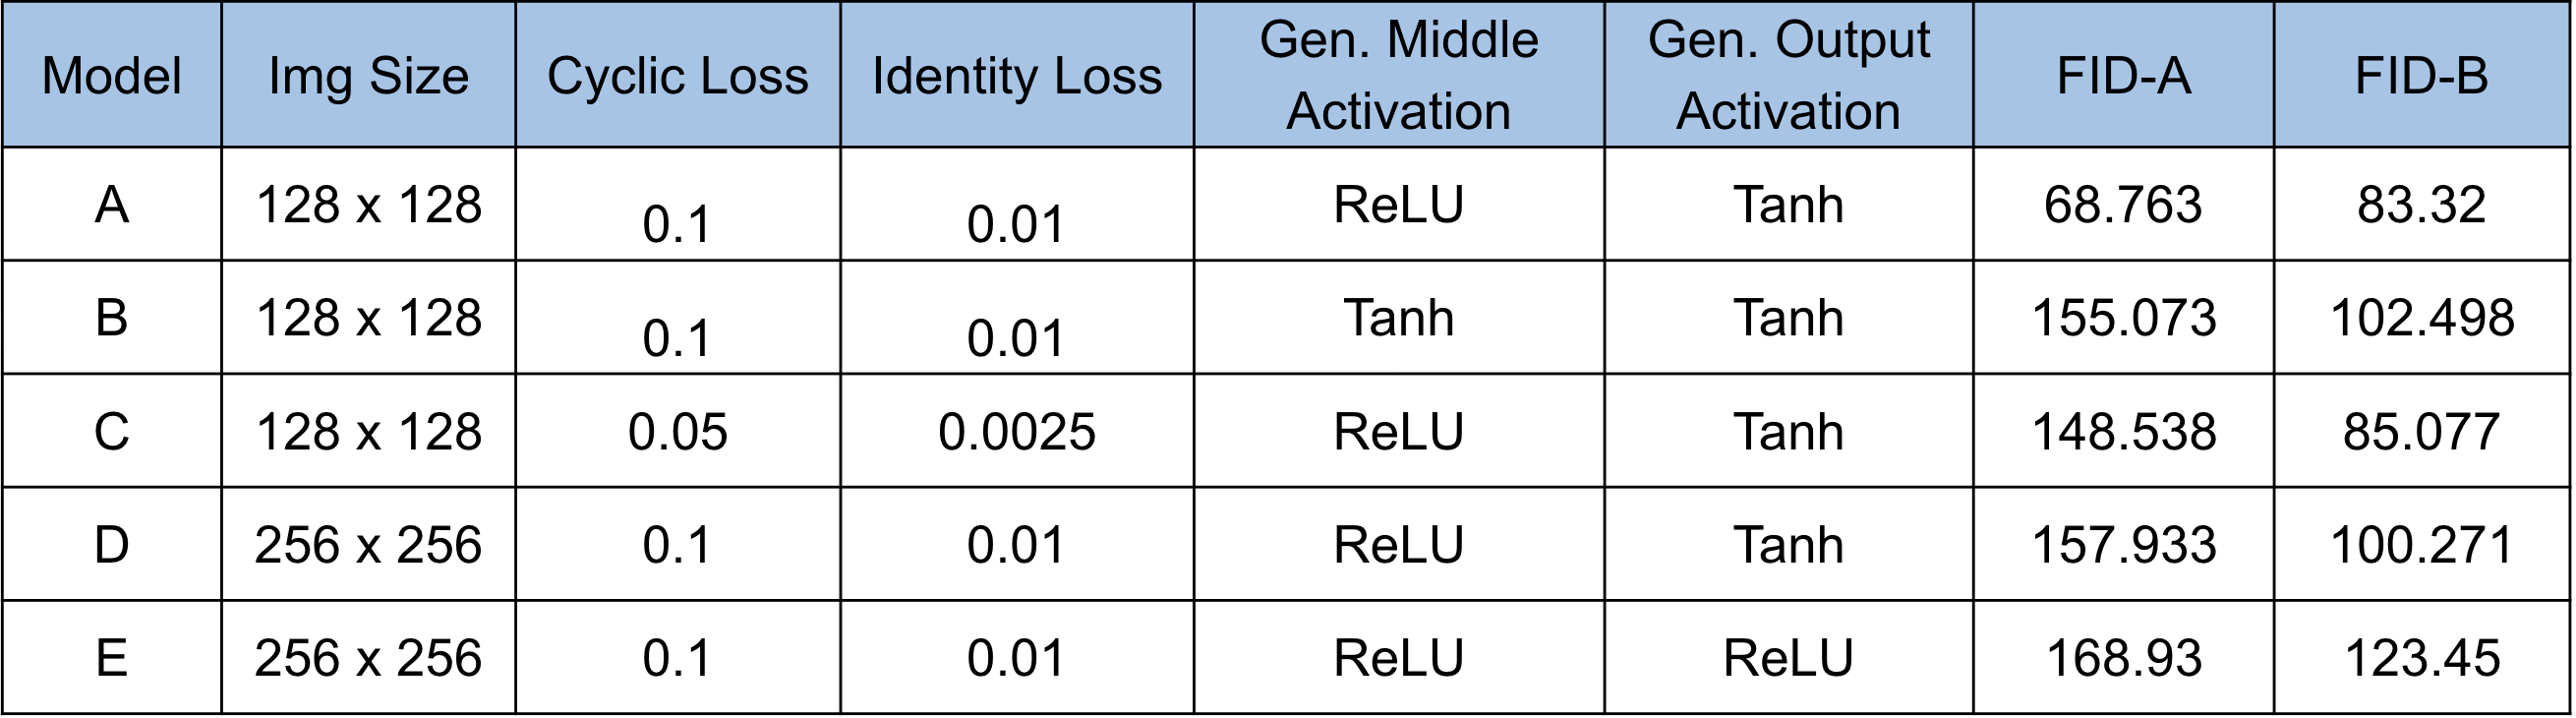 Model Img Size Cyclic Loss Identity Loss Gen. Middle Activation Gen. Output Activation FID-A FID-B
A 128 x 128 0.1 0.01 ReLU Tanh 68.763 83.32
B 128 x 128 0.1 0.01 Tanh Tanh 155.073 102.498
C 128 x 128 0.05 0.0025 ReLU Tanh 148.538 85.077
D 256 x 256 0.1 0.01 ReLU Tanh 157.933 100.271
E 256 x 256 0.1 0.01 ReLU ReLU 168.93 123.45